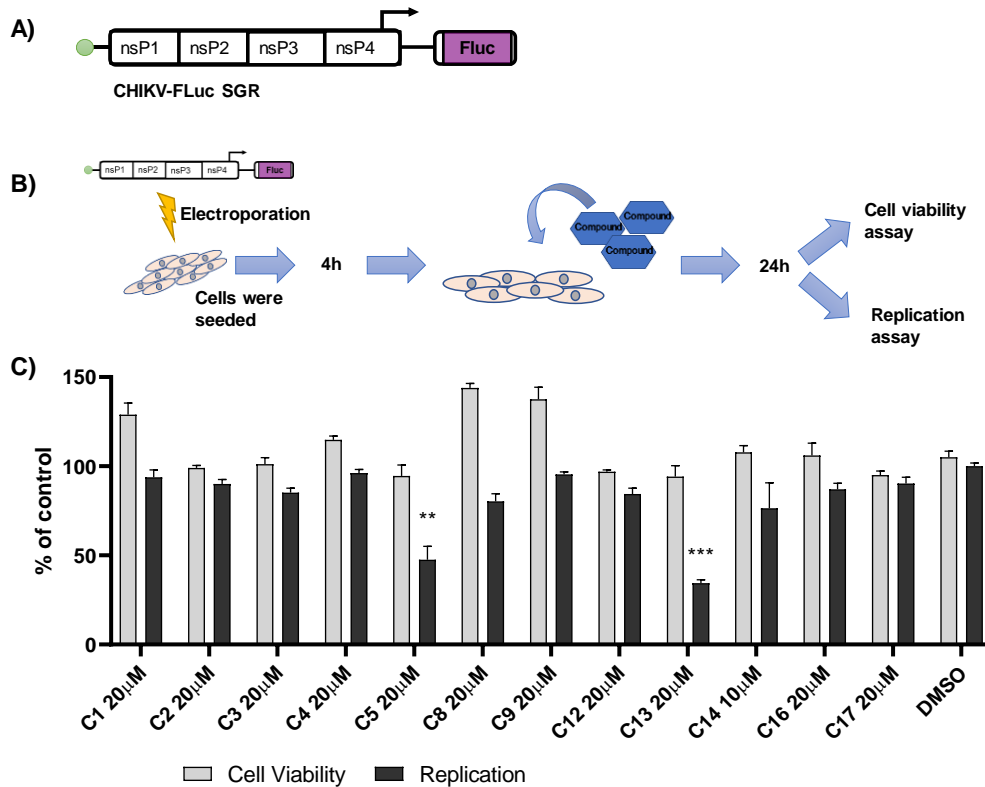 A)
nsP1 nsP2 nsP3 nsP4 Fluc
CHIKV-FLuc SGR
B)
nsP1 nsP2 nsP3 nsP4 Fluc
Electroporation
Cells were
seeded
4h
Compound
Compound
Compound
24h
Cell viability
assay
Replication
assay
C)
% of control
150
100
50
0
**
***
C1 20μM
C2 20μM
C3 20μM
C4 20μM
C5 20μM
C8 20μM
C9 20μM
C12 20μM
C13 20μM
C14 10μM
C16 20μM
C17 20μM
DMSO
Cell Viability Replication